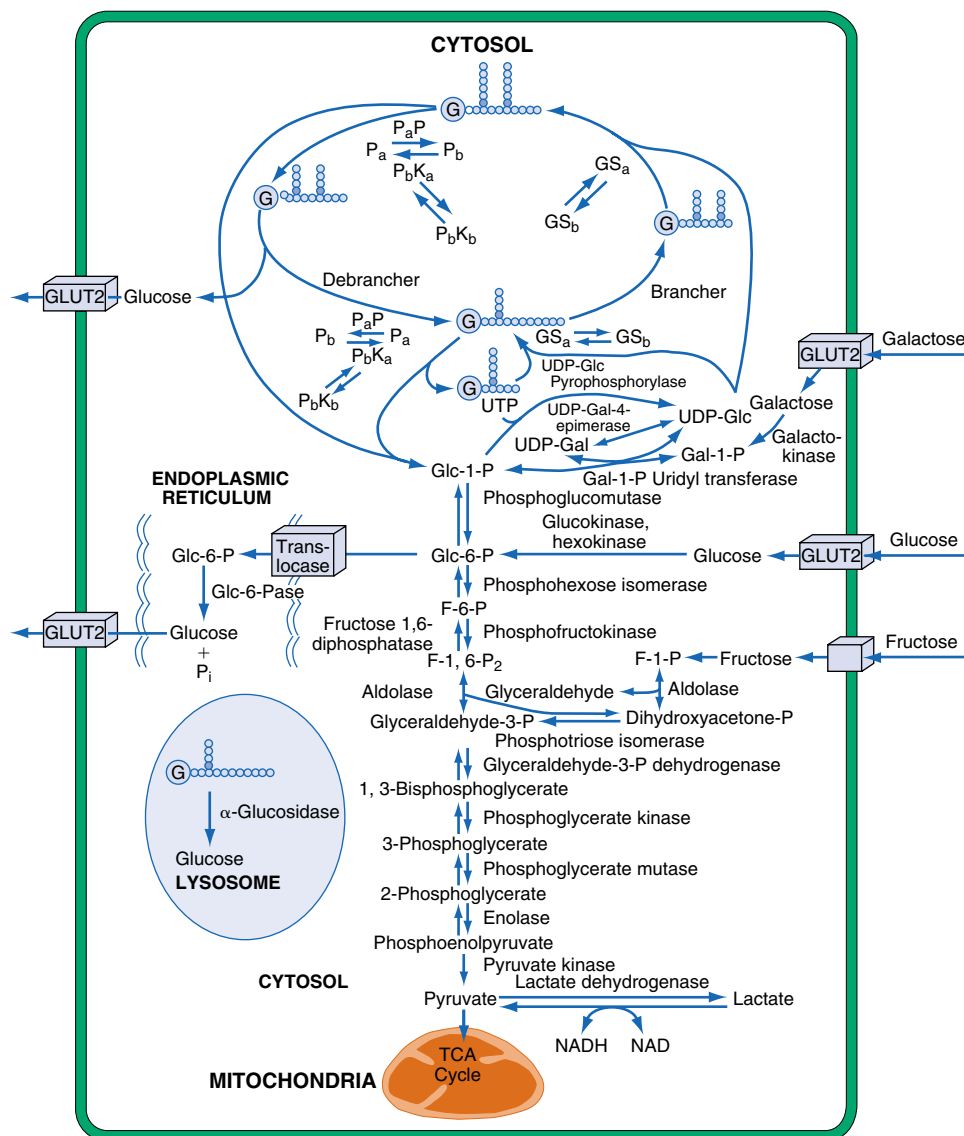 CYTOSOL
G
PaP
Pa
Pb
PbKa
PbKb
GSa
GSb
G
G
Debrancher
Brancher
GLUT2
Glucose
G
PaP
Pb
Pa
PbKa
PbKb
GSa
GSb
Galactose
GLUT2
G
UTP
UDP-Glc
Pyrophosphorylase
UDP-Gal-4-
epimerase
UDP-Gal
UDP-Glc
Galactose
Galacto-
kinase
Gal-1-P
Glc-1-P
Gal-1-P Uridyl transferase
ENDOPLASMIC
RETICULUM
Phosphoglucomutase
Glucokinase,
hexokinase
Glc-6-P
Trans-
locase
Glc-6-P
Glucose
GLUT2
Glucose
Glc-6-Pase
Phosphohexose isomerase
F-6-P
GLUT2
Glucose
+
Pi
Fructose 1,6-
diphosphatase
Phosphofructokinase
F-1, 6-P2
F-1-P
Fructose
Fructose
Aldolase
Glyceraldehyde
Aldolase
Glyceraldehyde-3-P
Dihydroxyacetone-P
Phosphotriose isomerase
Glyceraldehyde-3-P dehydrogenase
1, 3-Bisphosphoglycerate
Phosphoglycerate kinase
3-Phosphoglycerate
Phosphoglycerate mutase
2-Phosphoglycerate
Enolase
Phosphoenolpyruvate
Pyruvate kinase
G
α-Glucosidase
Glucose
LYSOSOME
CYTOSOL
Pyruvate
Lactate dehydrogenase
Lactate
NADH
NAD
TCA
Cycle
MITOCHONDRIA